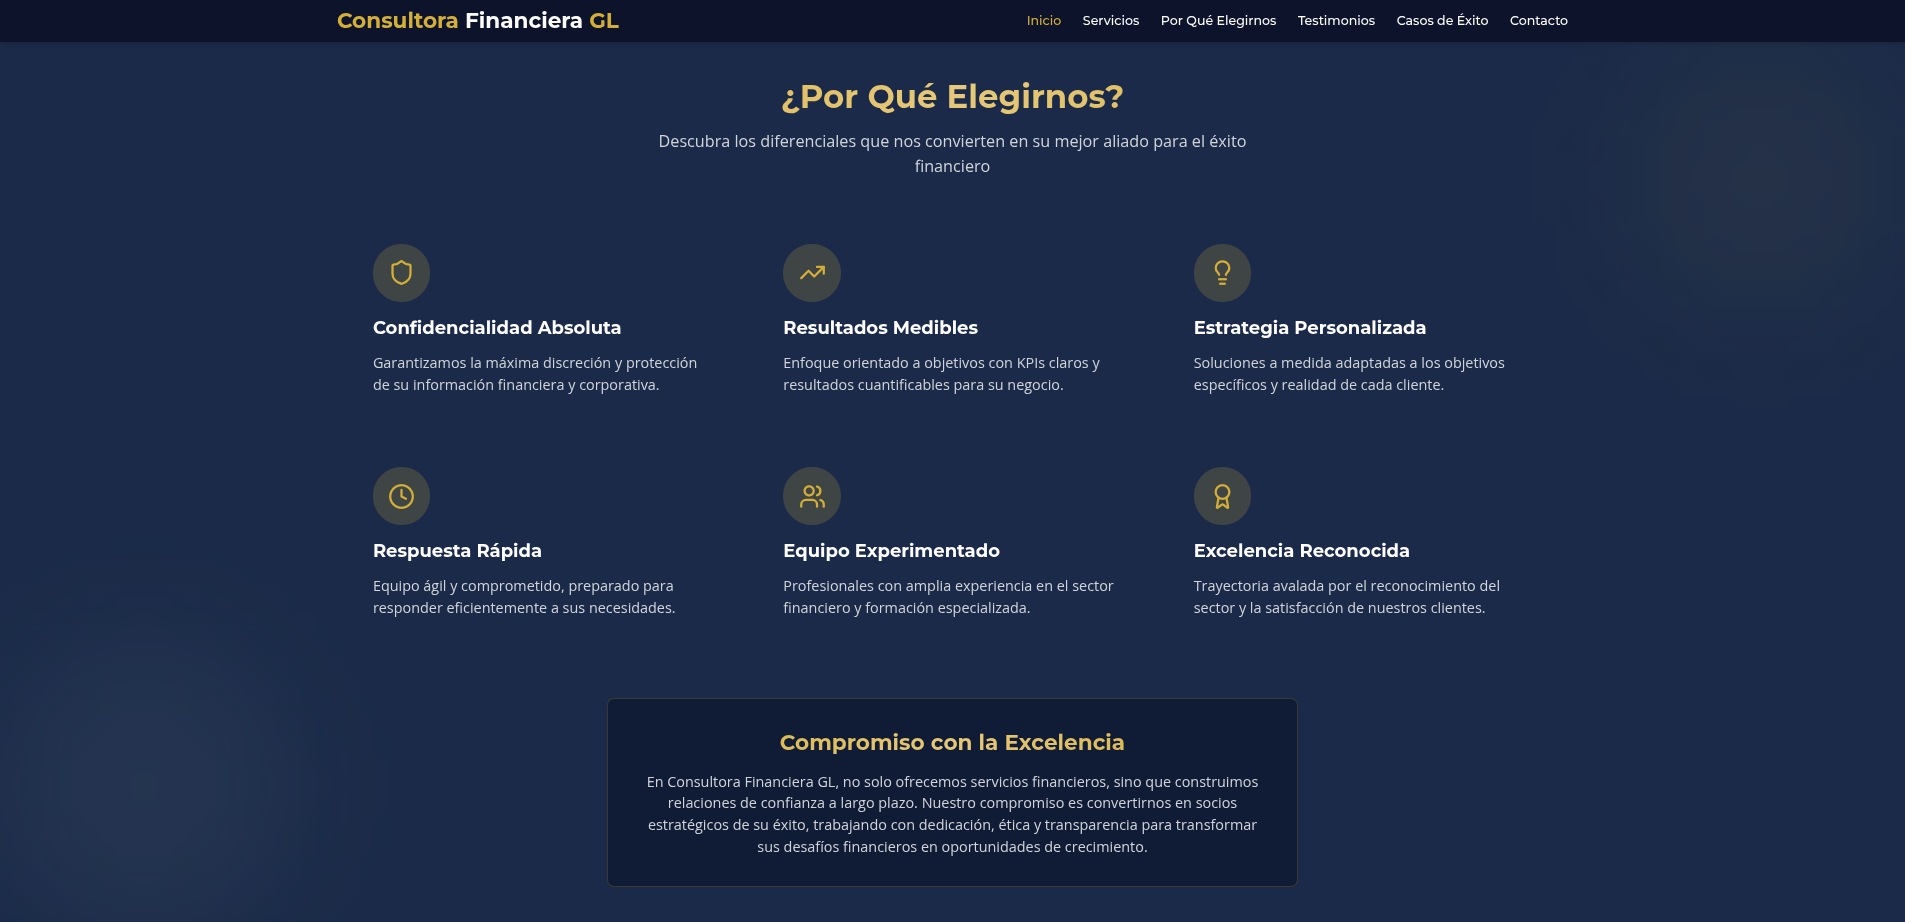 Consultora Financiera GL
Inicio Servicios Por Qué Elegirnos Testimonios Casos de Éxito Contacto
¿Por Qué Elegirnos?
Descubra los diferenciales que nos convierten en su mejor aliado para el éxito
financiero
Confidencialidad Absoluta
Garantizamos la máxima discreción y protección
de su información financiera y corporativa.
Resultados Medibles
Enfoque orientado a objetivos con KPIs claros y
resultados cuantificables para su negocio.
Estrategia Personalizada
Soluciones a medida adaptadas a los objetivos
específicos y realidad de cada cliente.
Respuesta Rápida
Equipo ágil y comprometido, preparado para
responder eficientemente a sus necesidades.
Equipo Experimentado
Profesionales con amplia experiencia en el sector
financiero y formación especializada.
Excelencia Reconocida
Trayectoria avalada por el reconocimiento del
sector y la satisfacción de nuestros clientes.
Compromiso con la Excelencia
En Consultora Financiera GL, no solo ofrecemos servicios financieros, sino que construimos
relaciones de confianza a largo plazo. Nuestro compromiso es convertirnos en socios
estratégicos de su éxito, trabajando con dedicación, ética y transparencia para transformar
sus desafíos financieros en oportunidades de crecimiento.